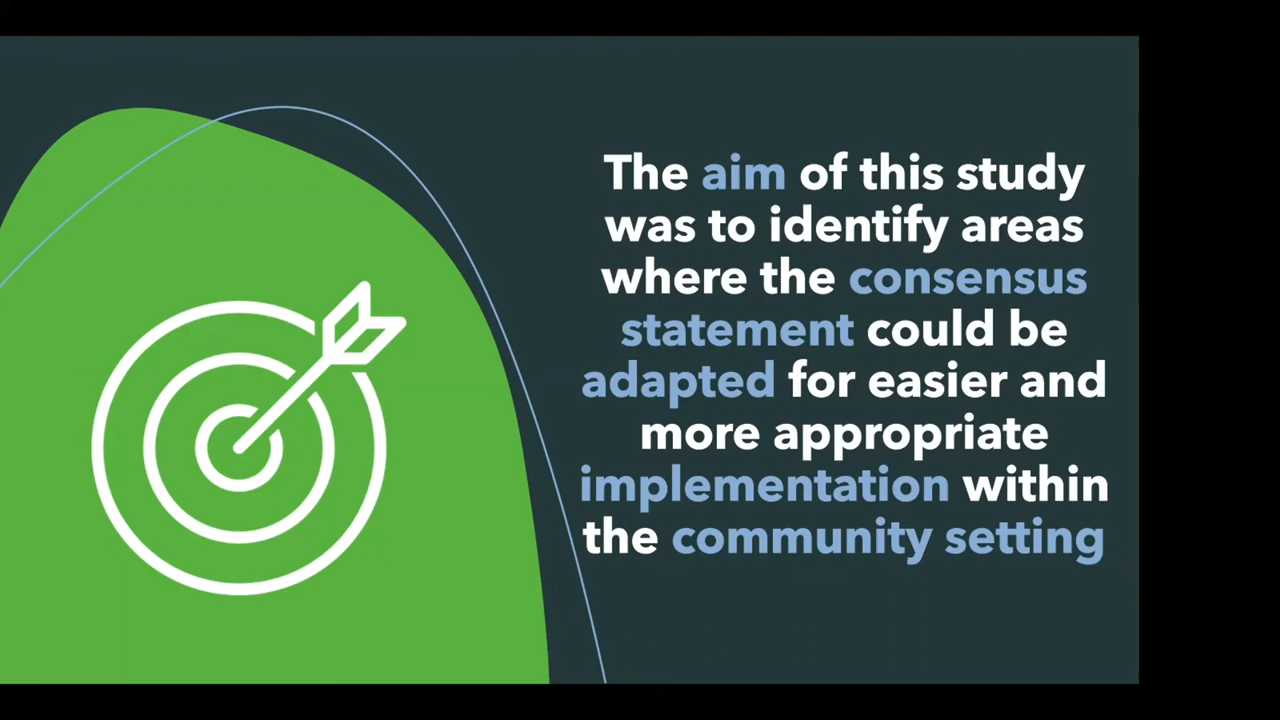 The aim of this study
was to identify areas
where the consensus
statement could be
adapted for easier and
more appropriate
implementation within
the community setting